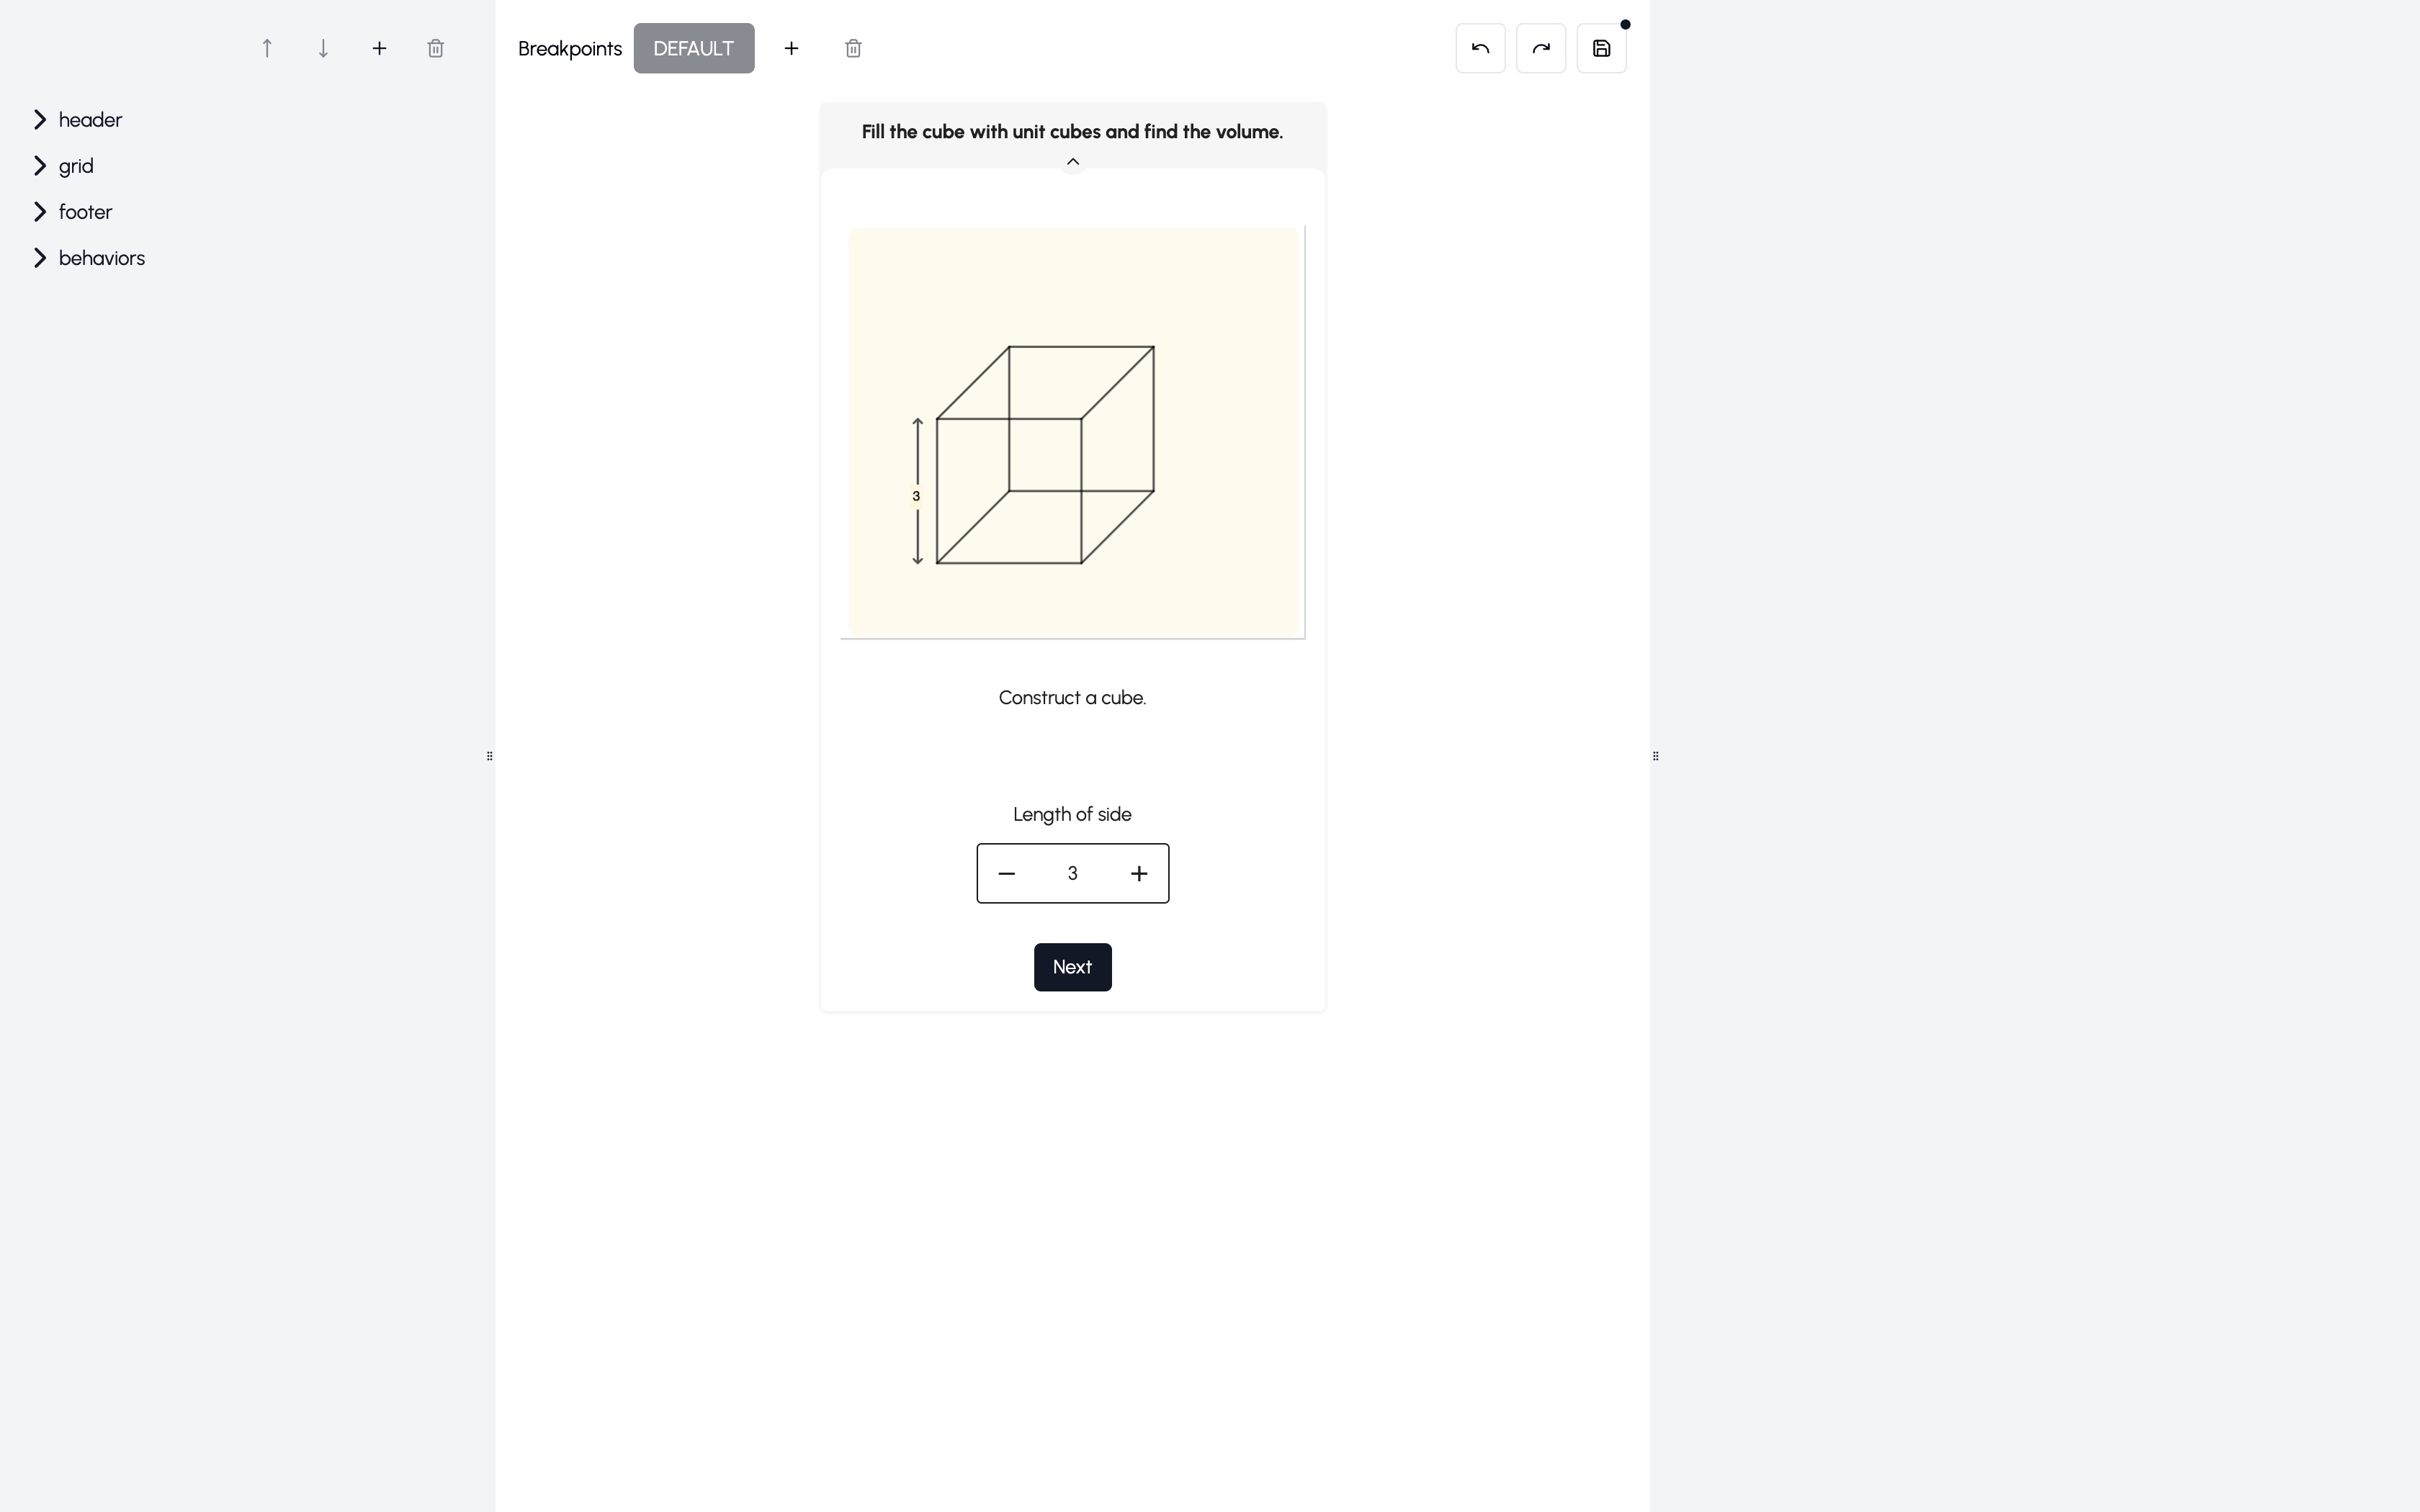 Breakpoints DEFAULT
header
grid
footer
behaviors
Fill the cube with unit cubes and find the volume.
3
Construct a cube.
Length of side
3
Next